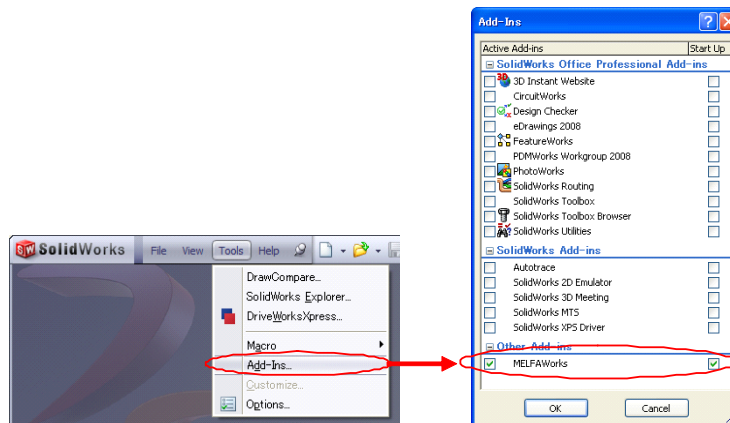 SolidWorks File View Tools Help
DrawCompare...
SolidWorks Explorer...
DriveWorksXpress...
Macro
Add-Ins...
Customize...
Options...
Add-Ins
Active Add-ins Start Up
SolidWorks Office Professional Add-ins
3D Instant Website
CircuitWorks
Design Checker
eDrawings 2008
FeatureWorks
PDMWorks Workgroup 2008
PhotoWorks
SolidWorks Routing
SolidWorks Toolbox
SolidWorks Toolbox Browser
SolidWorks Utilities
SolidWorks Add-ins
Autotrace
SolidWorks 2D Emulator
SolidWorks 3D Meeting
SolidWorks MTS
SolidWorks XPS Driver
Other Add-ins
MELFAWorks
OK Cancel